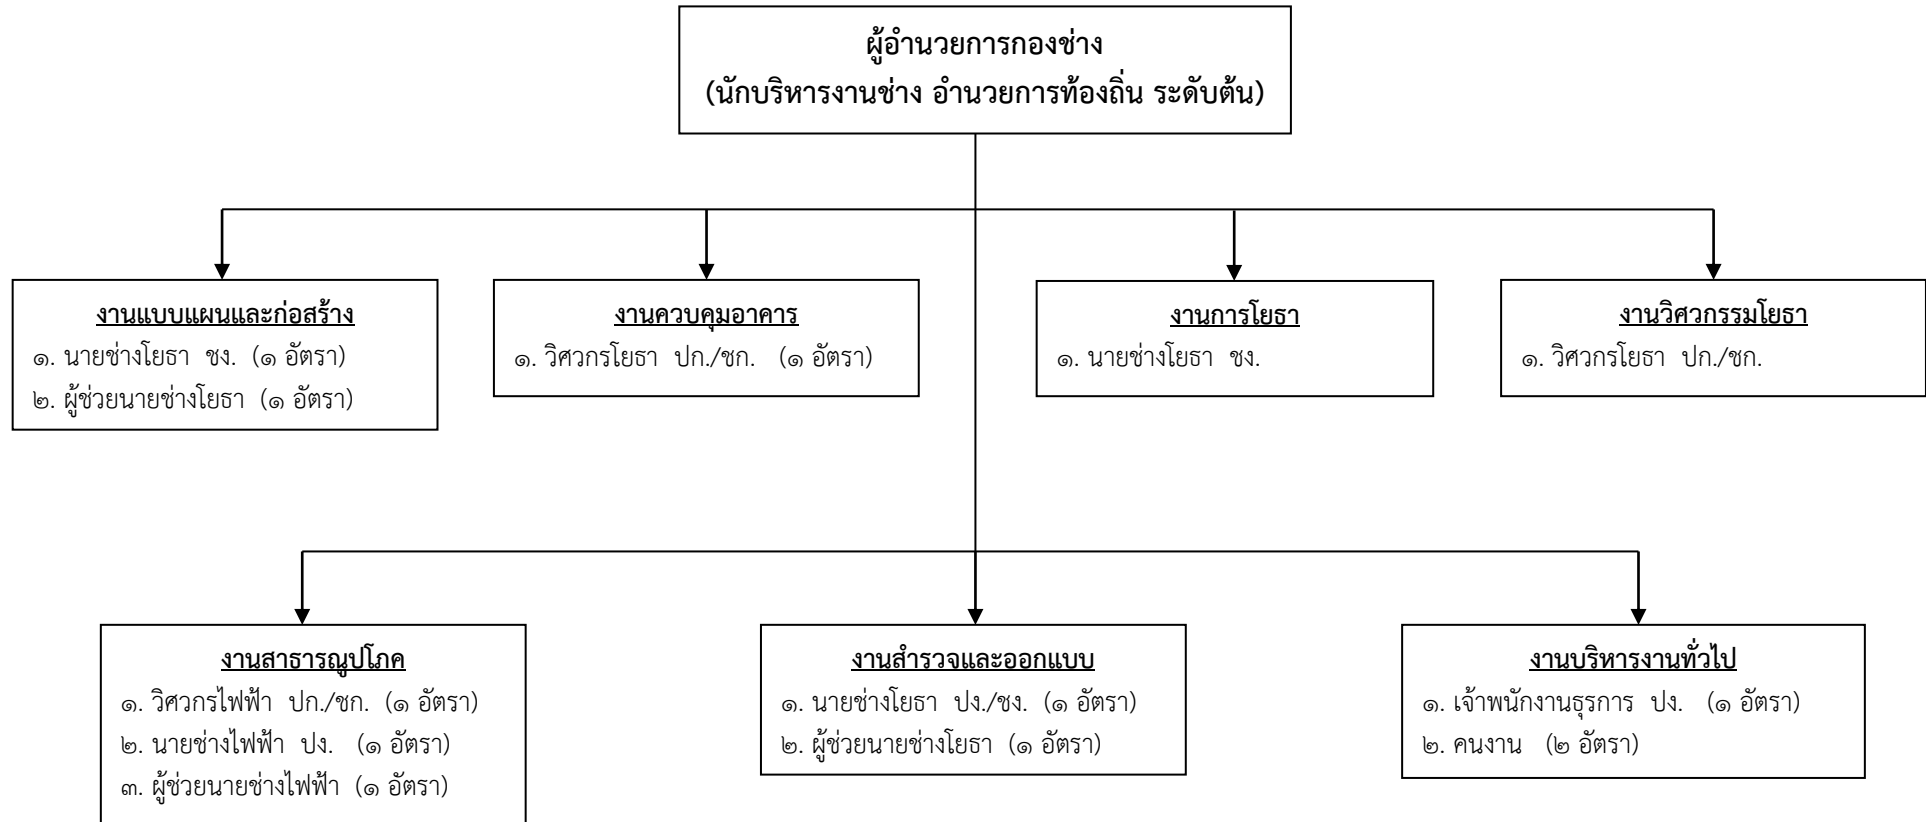 ผู้อำนวยการกองช่าง
(นักบริหารงานช่าง อำนวยการท้องถิ่น ระดับต้น)
งานแบบแผนและก่อสร้าง
๑. นายช่างโยธา ชง. (๑ อัตรา)
๒. ผู้ช่วยนายช่างโยธา (๑ อัตรา)
งานควบคุมอาคาร
๑. วิศวกรโยธา ปก./ชก. (๑ อัตรา)
งานการโยธา
๑. นายช่างโยธา ชง.
งานวิศวกรรมโยธา
๑. วิศวกรโยธา ปก./ชก.
งานสาธารณูปโภค
๑. วิศวกรไฟฟ้า ปก./ชก. (๑ อัตรา)
๒. นายช่างไฟฟ้า ปง. (๑ อัตรา)
๓. ผู้ช่วยนายช่างไฟฟ้า (๑ อัตรา)
งานสำรวจและออกแบบ
๑. นายช่างโยธา ปง./ชง. (๑ อัตรา)
๒. ผู้ช่วยนายช่างโยธา (๑ อัตรา)
งานบริหารงานทั่วไป
๑. เจ้าพนักงานธุรการ ปง. (๑ อัตรา)
๒. คนงาน (๒ อัตรา)